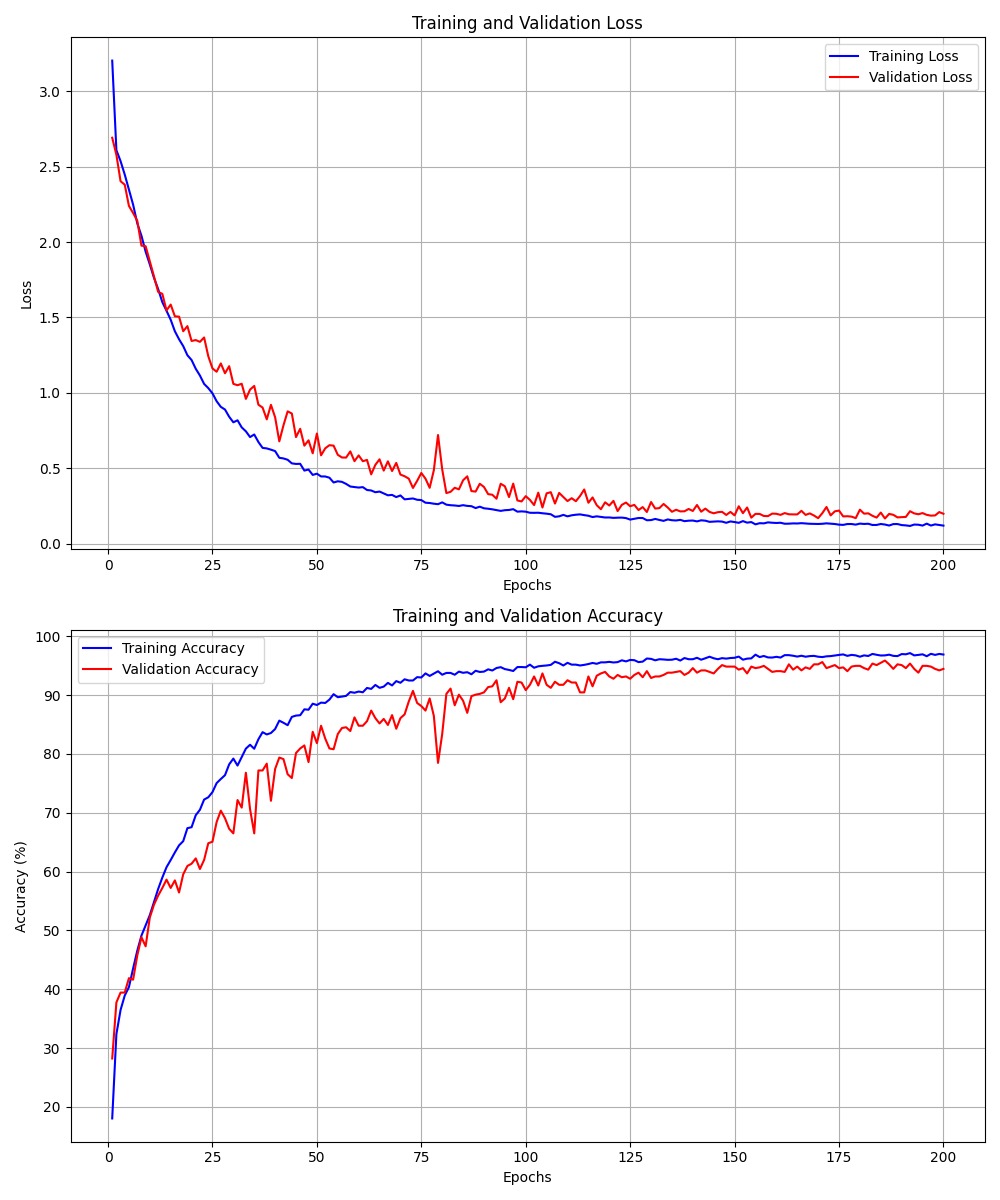 Training and Validation Loss
Training Loss
Validation Loss
3.0
2.5
2.0
1.5
1.0
0.5
0.0
Loss
0 25 50 75 100 125 150 175 200
Epochs
Training and Validation Accuracy
Training Accuracy
Validation Accuracy
100
90
80
70
60
50
40
30
20
Accuracy (%)
0 25 50 75 100 125 150 175 200
Epochs